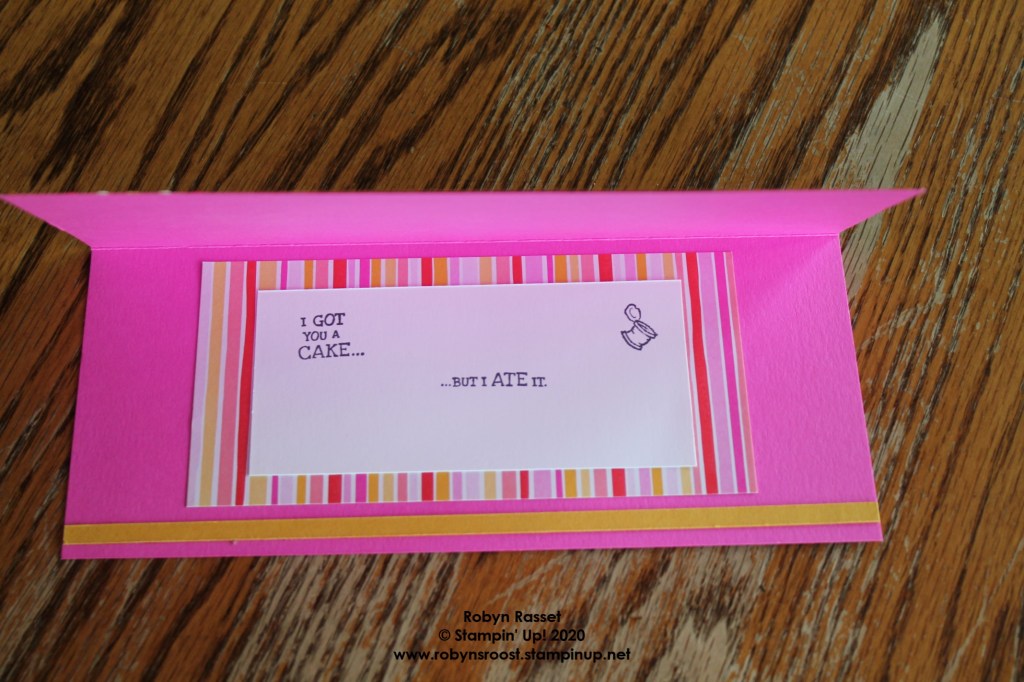 I GOT
YOU A
CAKE...
...BUT I ATE IT.
Robyn Rasset
© Stampin' Up! 2020
www.robynsroost.stampinup.net